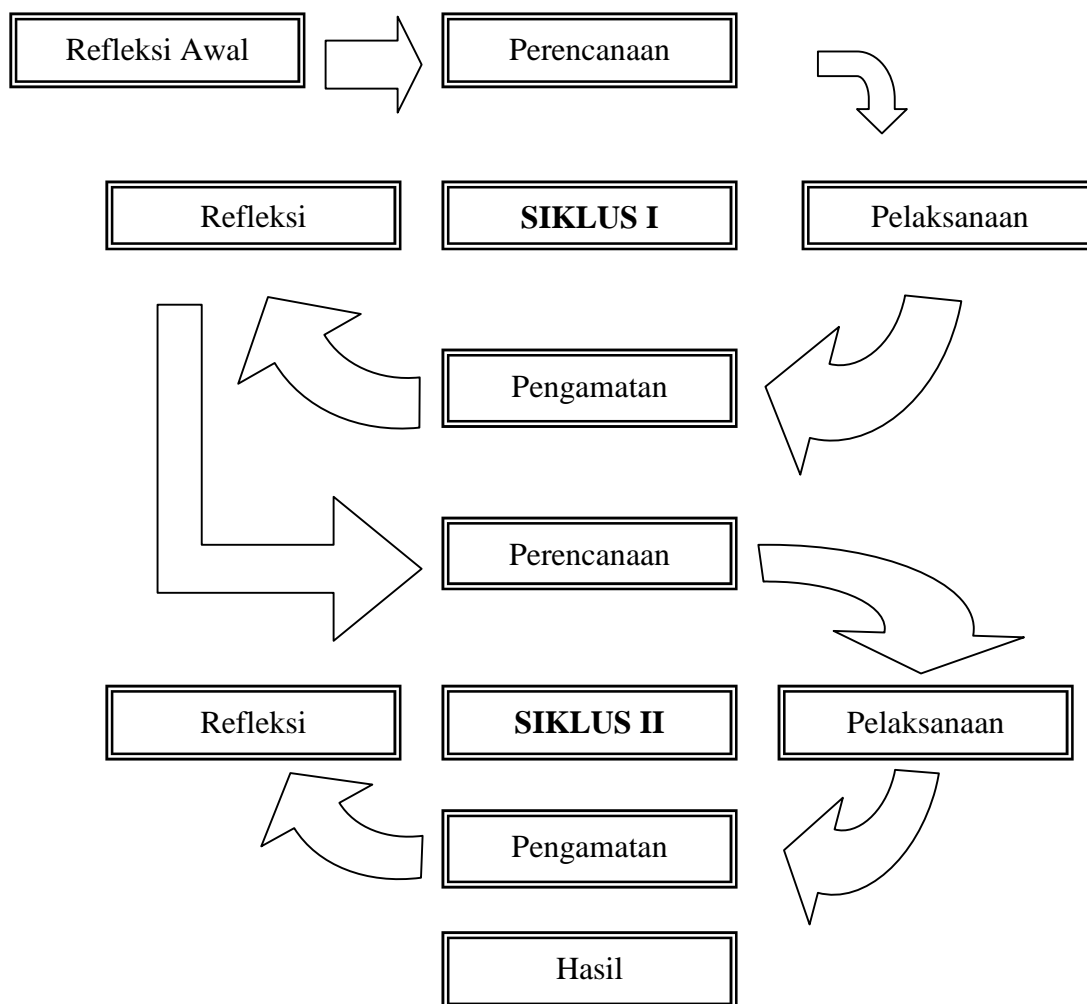 Refleksi Awal
Perencanaan
Refleksi
SIKLUS I
Pelaksanaan
Pengamatan
Perencanaan
Refleksi
SIKLUS II
Pelaksanaan
Pengamatan
Hasil